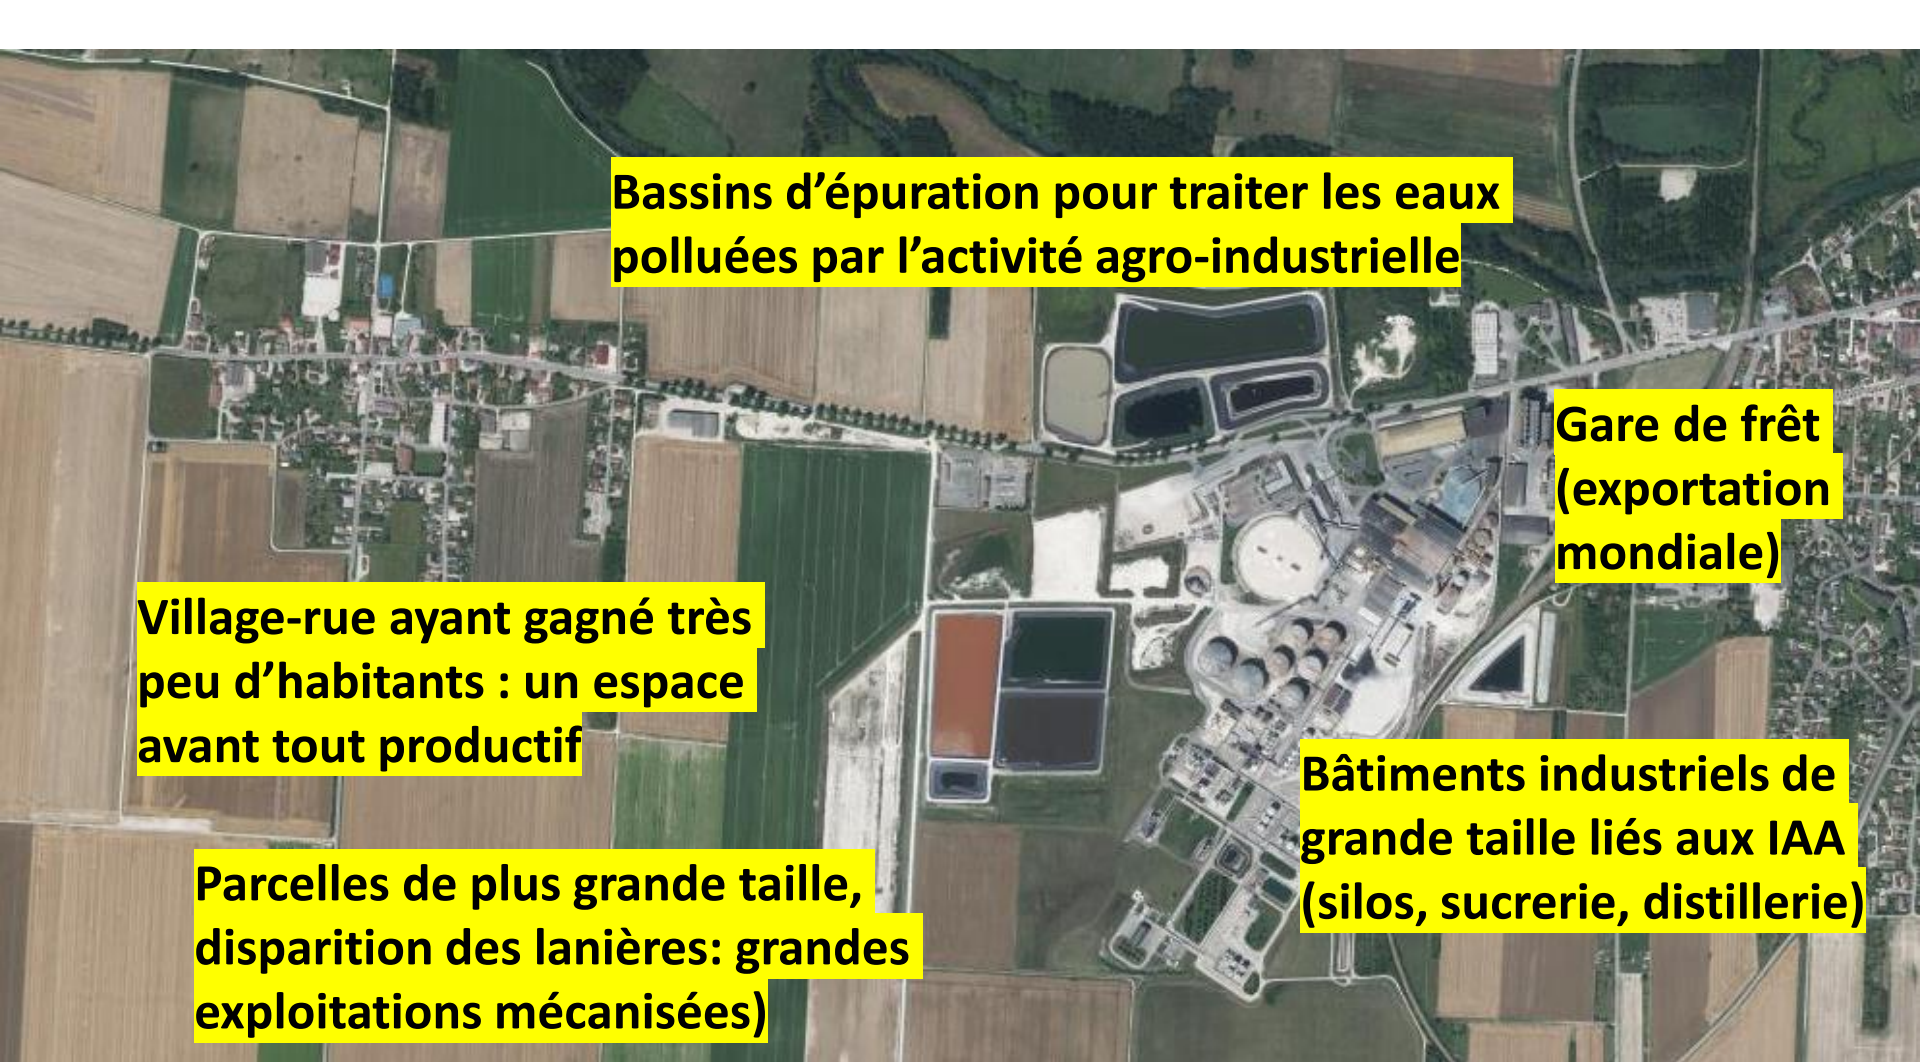 Bassins d’épuration pour traiter les eaux
polluées par l’activité agro-industrielle
Gare de frêt
(exportation
mondiale)
Village-rue ayant gagné très
peu d’habitants : un espace
avant tout productif
Bâtiments industriels de
grande taille liés aux IAA
(silos, sucrerie, distillerie)
Parcelles de plus grande taille,
disparition des lanières: grandes
exploitations mécanisées)